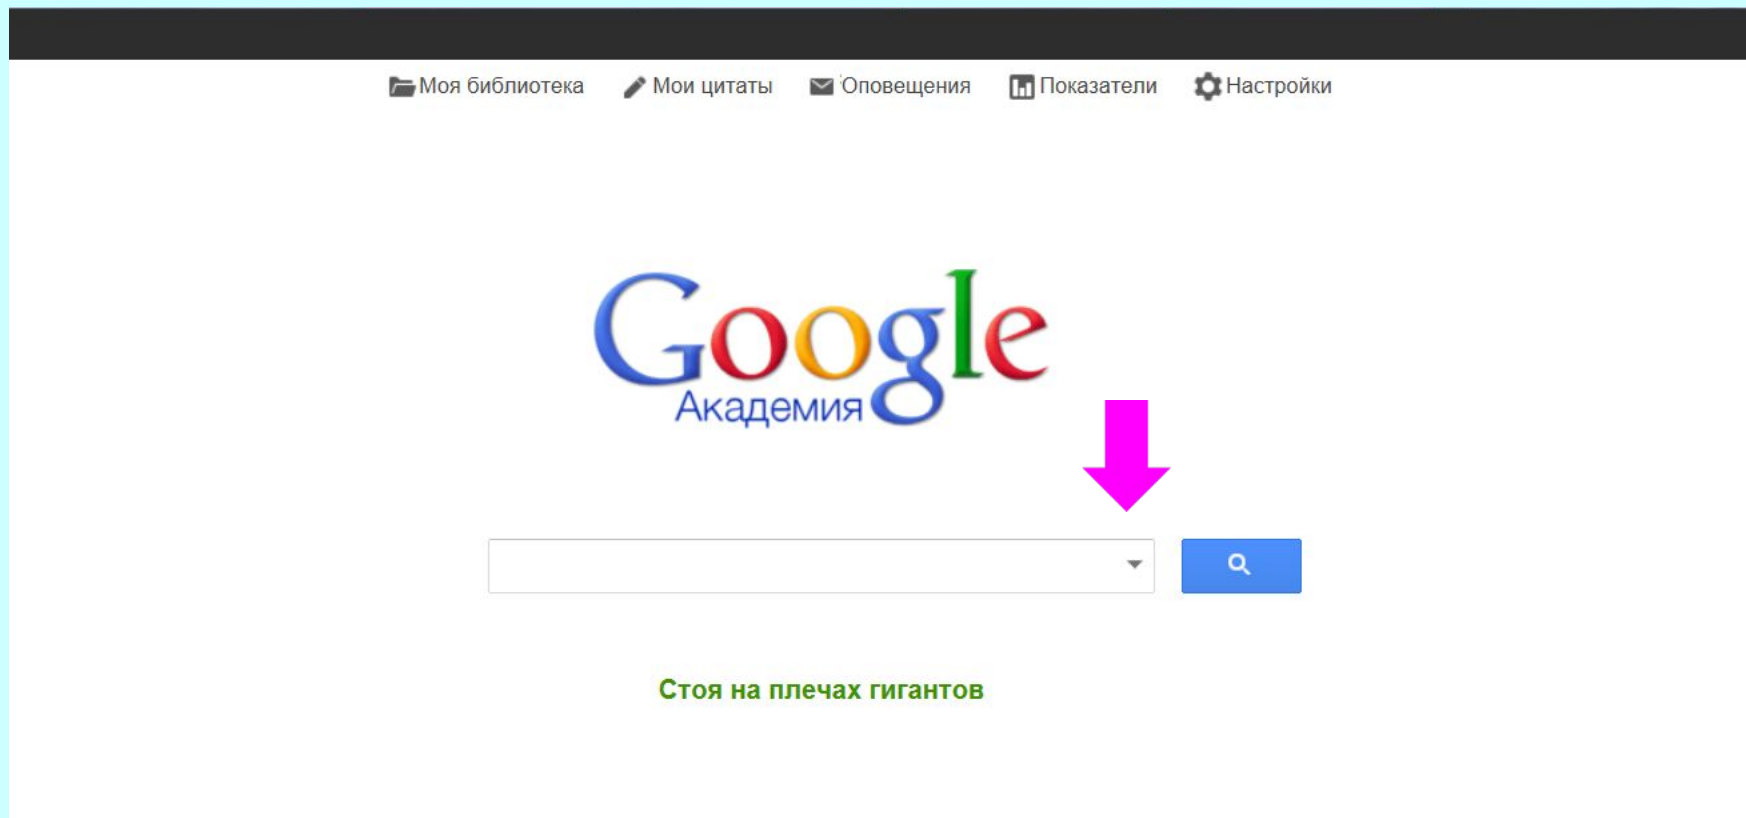 Моя библиотека Мои цитаты Оповещения Показатели Настройки
Google
Академия
Стоя на плечах гигантов